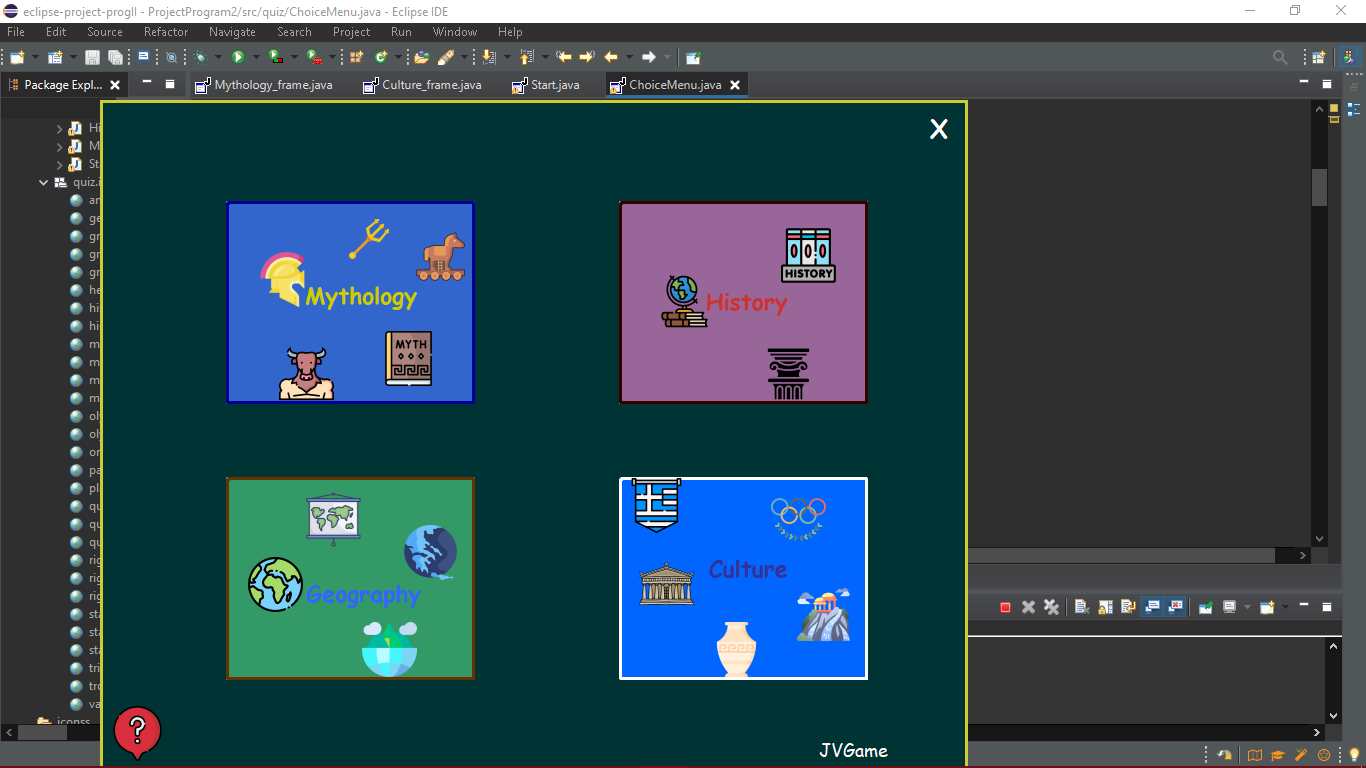 eclipse-project-progII - ProjectProgram2/src/quiz/ChoiceMenu.java - Eclipse IDE
File Edit Source Refactor Navigate Search Project Run Window Help
Package Expl...
Mythology_frame.java
Culture_frame.java
Start.java
ChoiceMenu.java
X
Hi
M
St
quiz.i
ar
ge
gr
gr
gr
he
hi
hi
m
m
m
m
ol
ol
or
pa
pl
qu
qu
qu
rig
rig
rig
sta
sta
sta
tri
tro
va
iconss
Mythology
MYTH
History
HISTORY
Geography
Culture
?
JVGame